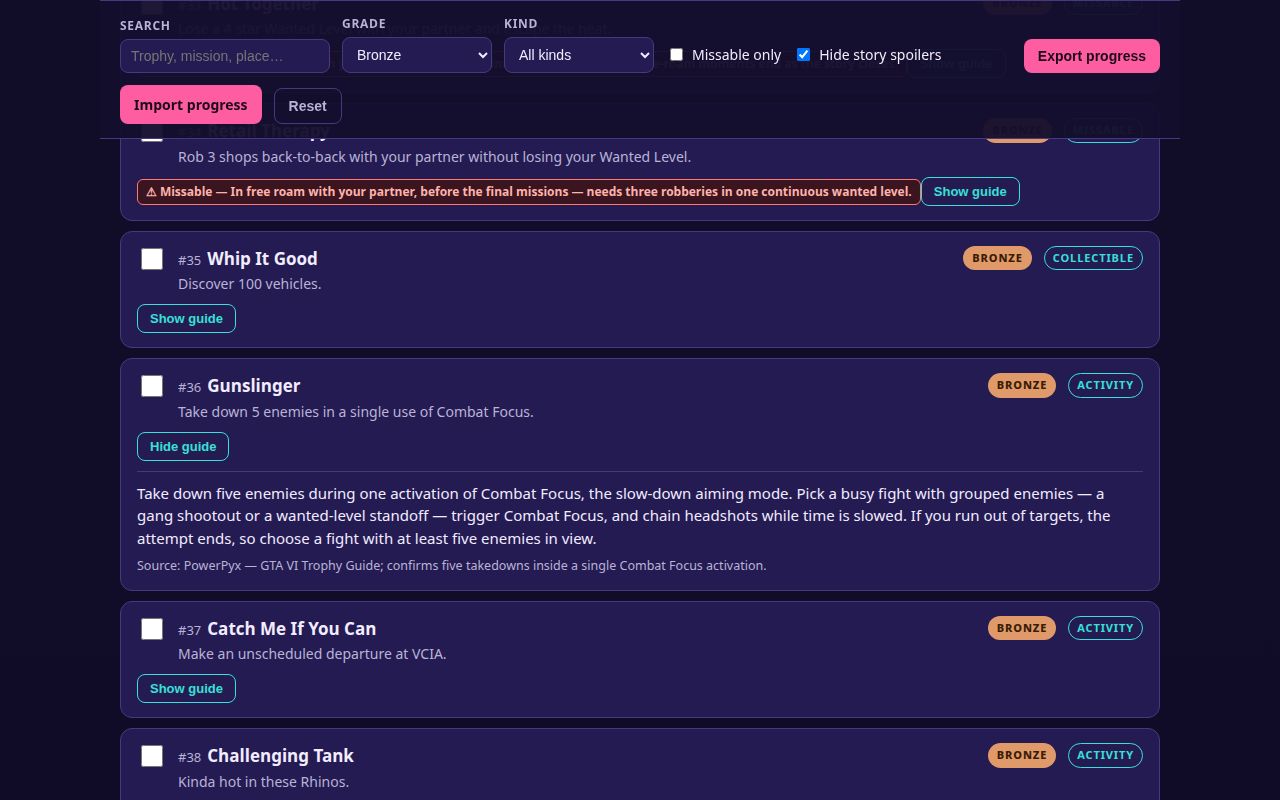 #33 Hot Together
MISSABLE
SEARCH
GRADE
KIND
Trophy, mission, place…
Bronze
All kinds
Missable only
Hide story spoilers
Export progress
Import progress
Reset
#34 Retail Therapy
BRONZE
MISSABLE
Rob 3 shops back-to-back with your partner without losing your Wanted Level.
⚠ Missable — In free roam with your partner, before the final missions — needs three robberies in one continuous wanted level.
Show guide
#35 Whip It Good
BRONZE
COLLECTIBLE
Discover 100 vehicles.
Show guide
#36 Gunslinger
BRONZE
ACTIVITY
Take down 5 enemies in a single use of Combat Focus.
Hide guide
Take down five enemies during one activation of Combat Focus, the slow-down aiming mode. Pick a busy fight with grouped enemies — a
gang shootout or a wanted-level standoff — trigger Combat Focus, and chain headshots while time is slowed. If you run out of targets, the
attempt ends, so choose a fight with at least five enemies in view.
Source: PowerPyx — GTA VI Trophy Guide; confirms five takedowns inside a single Combat Focus activation.
#37 Catch Me If You Can
BRONZE
ACTIVITY
Make an unscheduled departure at VCIA.
Show guide
#38 Challenging Tank
BRONZE
ACTIVITY
Kinda hot in these Rhinos.